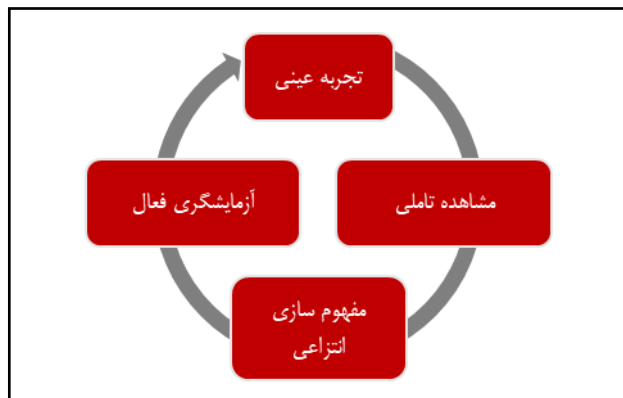 تجربه عینی
مشاهده تاملی
مفهوم سازی
انتزاعی
آزمایشگری فعال